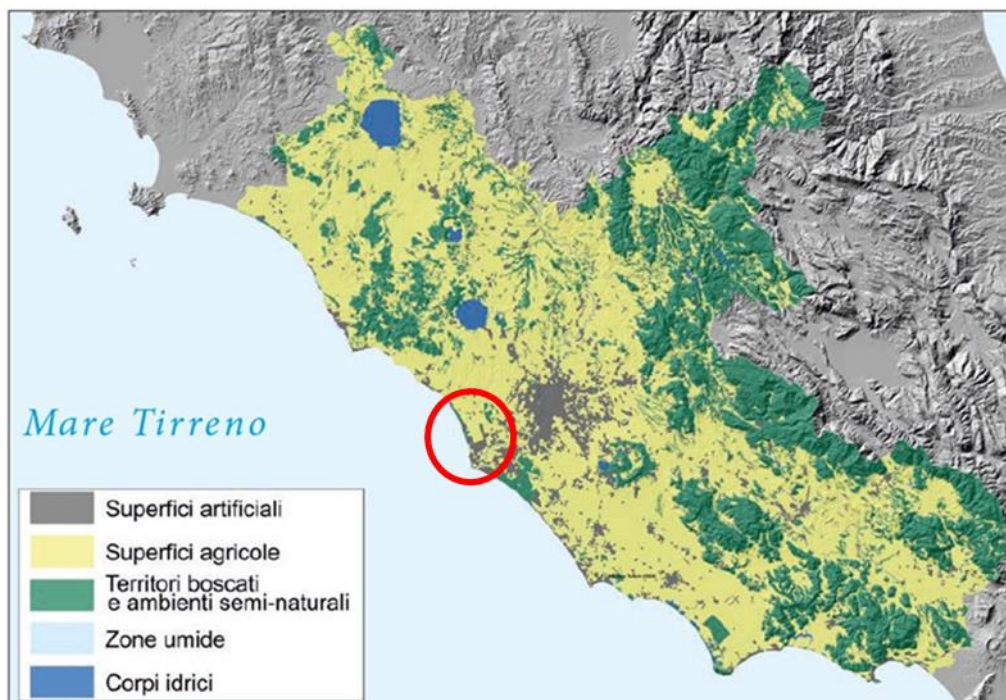 Mare Tirreno
Superfici artificiali
Superfici agricole
Territori boscati
e ambienti semi-naturali
Zone umide
Corpi idrici